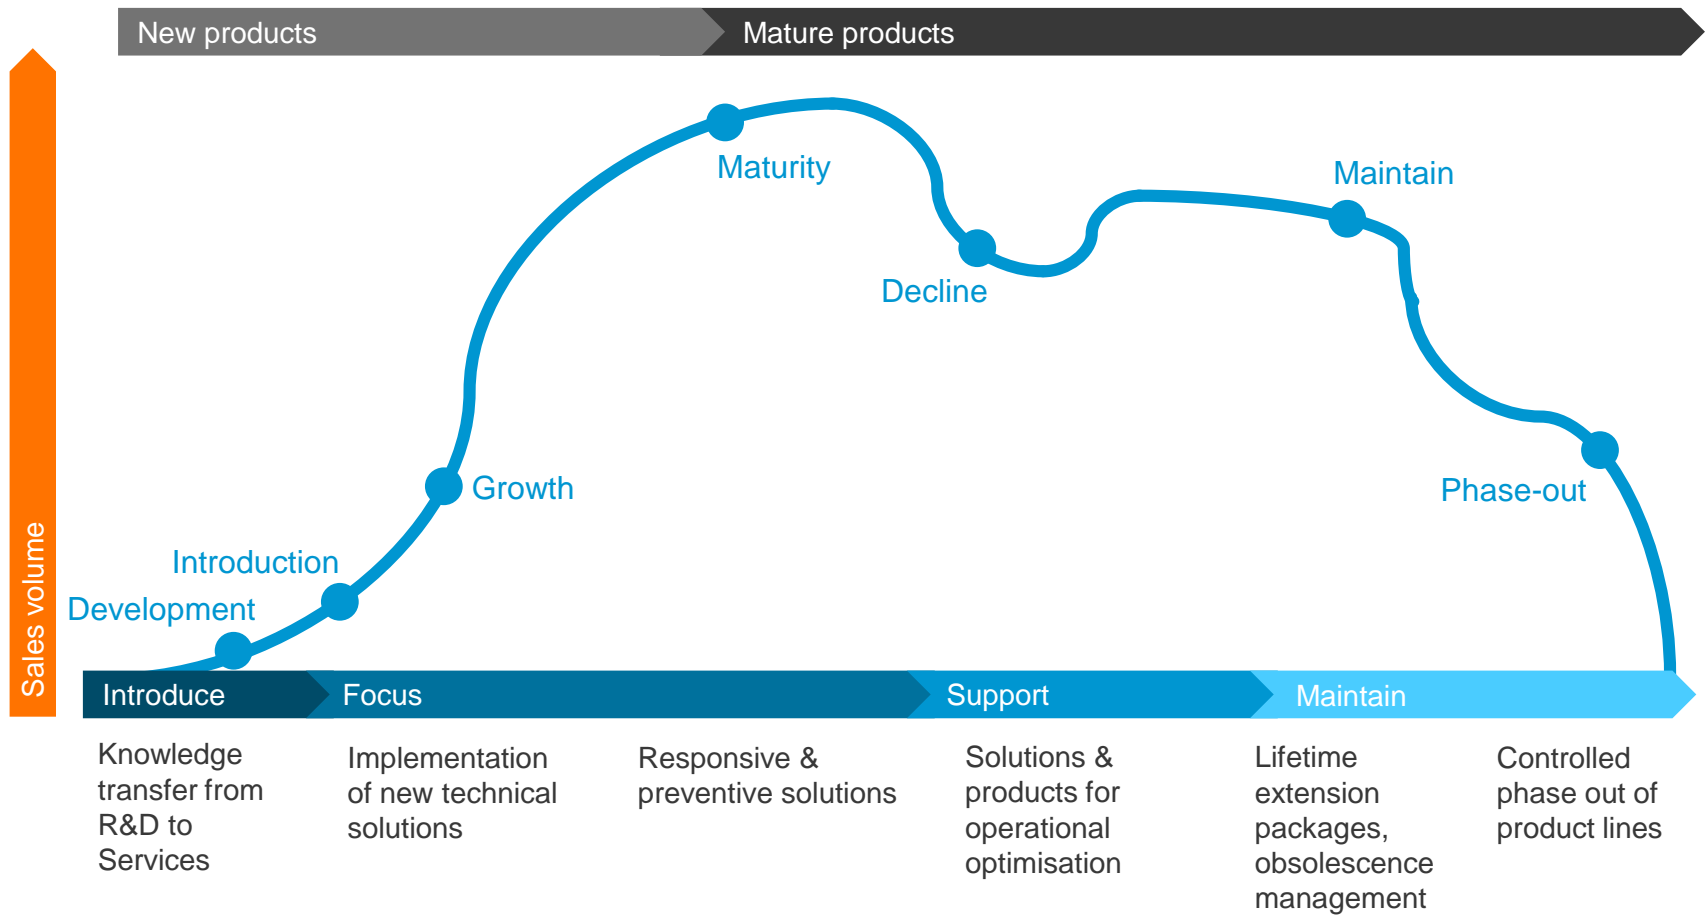 New products
Mature products
Sales volume
Maturity
Maintain
Decline
Growth
Phase-out
Introduction
Development
Introduce
Focus
Support
Maintain
Knowledge
transfer from
R&D to
Services
Implementation
of new technical
solutions
Responsive &
preventive solutions
Solutions &
products for
operational
optimisation
Lifetime
extension
packages,
obsolescence
management
Controlled
phase out of
product lines